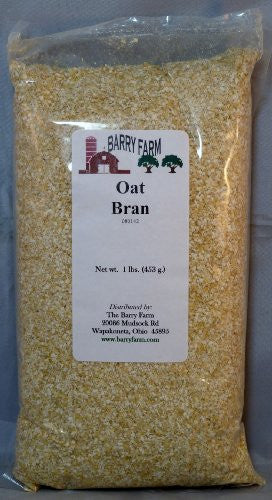 BARRY FARM
Oat
Bran
Net wt. 1 lbs. (453 g.)
Distributed by:
The Barry Farm
20086 Mudsock Rd
Wapakoneta, Ohio 45895
www.barryfarm.com